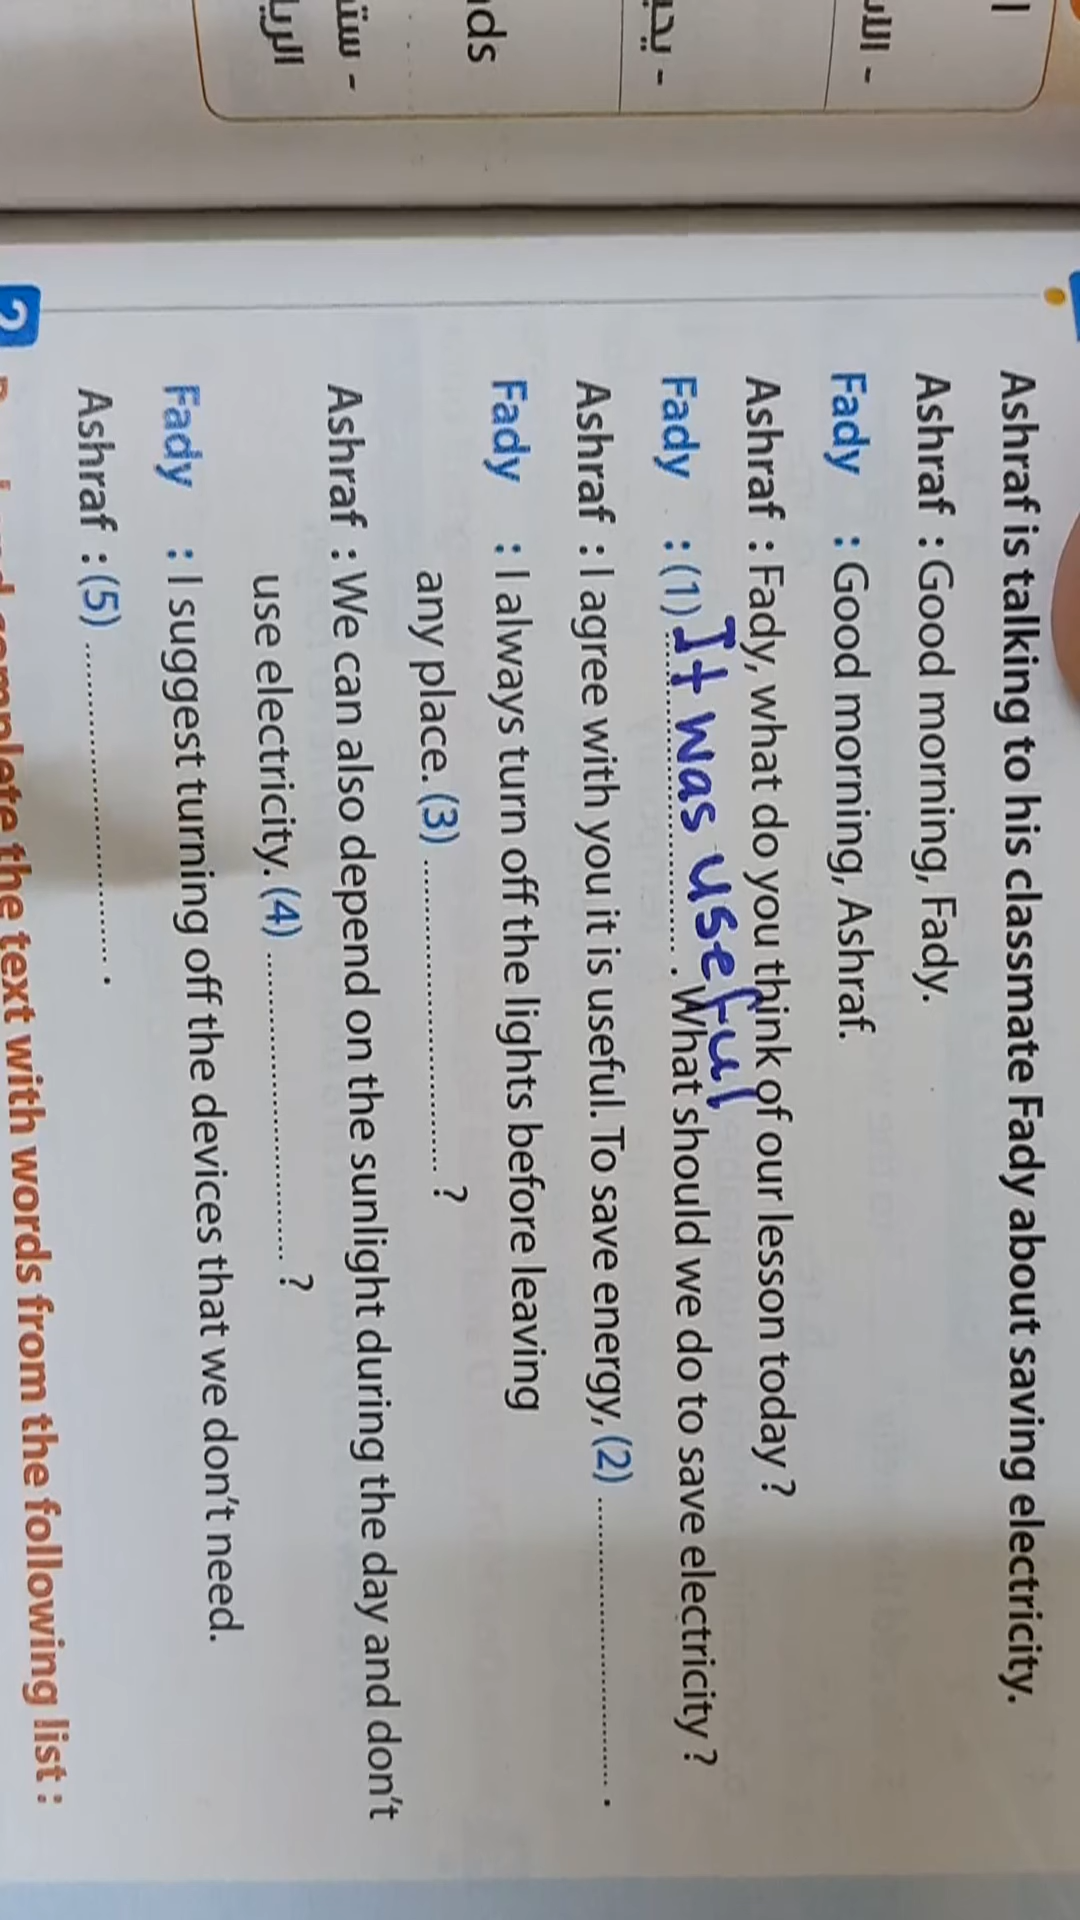 ds
Ashraf is talking to his classmate Fady about saving electricity.
Ashraf : Good morning, Fady.
Fady : Good morning, Ashraf.
Ashraf : Fady, what do you think of our lesson today ?
Fady : (1) It was useful. What should we do to save electricity ?
Ashraf : I agree with you it is useful. To save energy, (2) .................... .
Fady : I always turn off the lights before leaving
any place. (3) .................... ?
Ashraf : We can also depend on the sunlight during the day and don't
use electricity. (4) .................... ?
Fady : I suggest turning off the devices that we don't need.
Ashraf : (5) .................... .
2
the text with words from the following list :